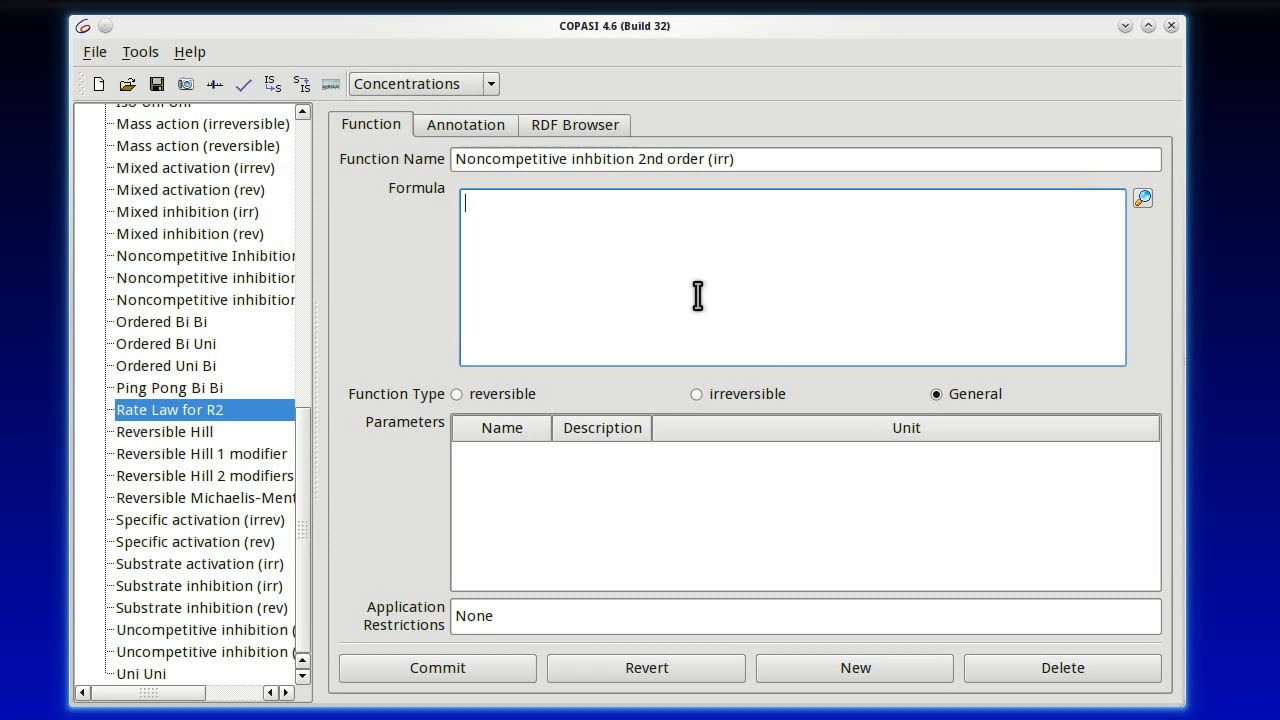 COPASI 4.6 (Build 32)
File Tools Help
IS S S IS Concentrations
Iso Uni Uni
Mass action (irreversible)
Mass action (reversible)
Mixed activation (irrev)
Mixed activation (rev)
Mixed inhibition (irr)
Mixed inhibition (rev)
Noncompetitive Inhibition
Noncompetitive inhibition
Noncompetitive inhibition
Ordered Bi Bi
Ordered Bi Uni
Ordered Uni Bi
Ping Pong Bi Bi
Rate Law for R2
Reversible Hill
Reversible Hill 1 modifier
Reversible Hill 2 modifiers
Reversible Michaelis-Ment
Specific activation (irrev)
Specific activation (rev)
Substrate activation (irr)
Substrate inhibition (irr)
Substrate inhibition (rev)
Uncompetitive inhibition (
Uncompetitive inhibition (
Uni Uni
Function Annotation RDF Browser
Function Name Noncompetitive inhbition 2nd order (irr)
Formula
Function Type reversible irreversible General
Parameters Name Description Unit
Application
Restrictions None
Commit Revert New Delete